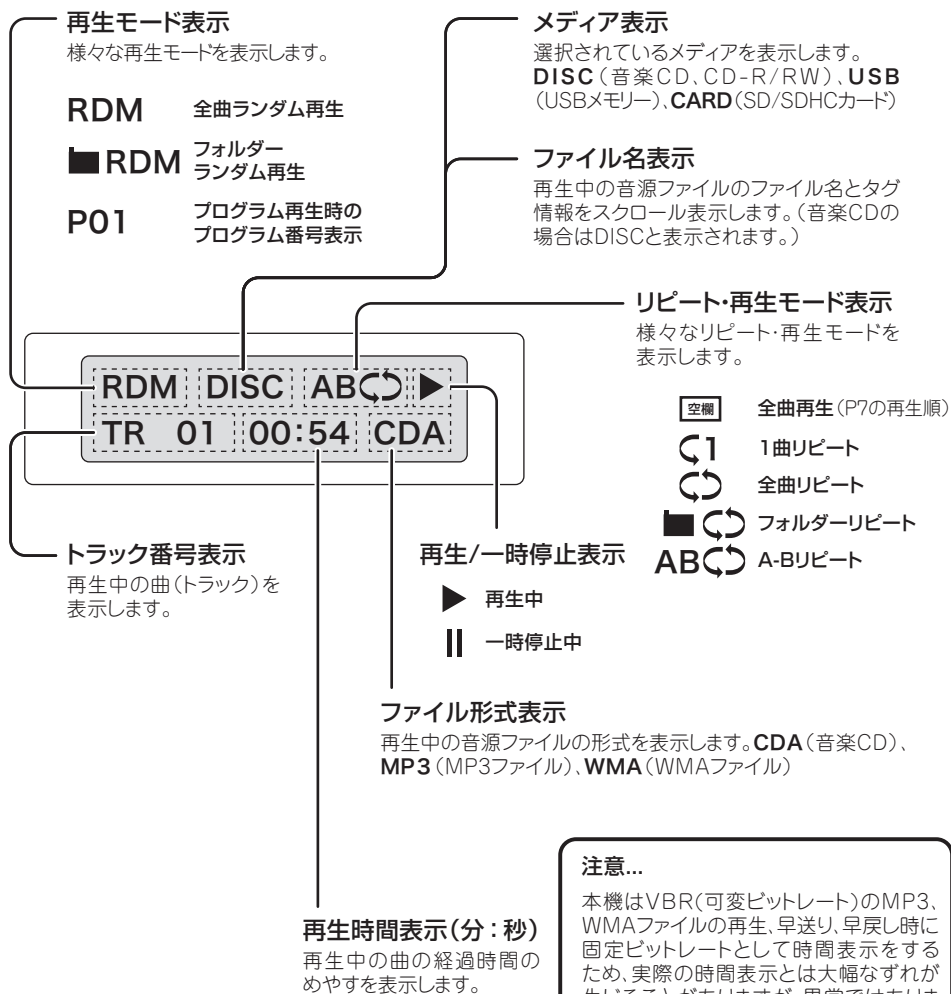 再生モード表示
様々な再生モードを表示します。
RDM 全曲ランダム再生
RDM フォルダー
ランダム再生
P01 プログラム再生時の
プログラム番号表示
メディア表示
選択されているメディアを表示します。
DISC(音楽CD、CD-R/RW)、USB
(USBメモリー)、CARD(SD/SDHCカード)
ファイル名表示
再生中の音源ファイルのファイル名とタグ
情報をスクロール表示します。(音楽CDの
場合はDISCと表示されます。)
リピート・再生モード表示
様々なリピート・再生モードを
表示します。
空欄 全曲再生(P7の再生順)
1 1曲リピート
全曲リピート
フォルダーリピート
AB A-Bリピート
RDM DISC AB
TR 01 00:54 CDA
トラック番号表示
再生中の曲(トラック)を
表示します。
再生/一時停止表示
再生中
一時停止中
ファイル形式表示
再生中の音源ファイルの形式を表示します。CDA(音楽CD)、
MP3(MP3ファイル)、WMA(WMAファイル)
再生時間表示(分:秒)
再生中の曲の経過時間の
めやすを表示します。
注意...
本機はVBR(可変ビットレート)のMP3、
WMAファイルの再生、早送り、早戻し時に
固定ビットレートとして時間表示をする
ため、実際の時間表示とは大幅なずれが